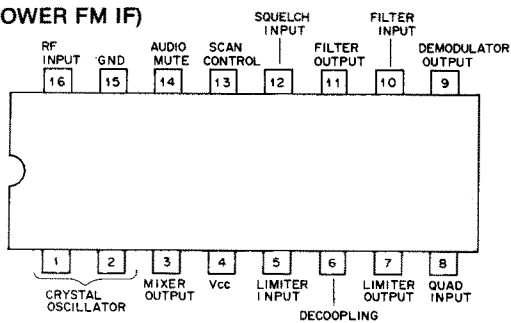 OWER FM IF)
SQUELCH
INPUT
FILTER
INPUT
RF
INPUT
GND
AUDIO
MUTE
SCAN
CONTROL
FILTER
OUTPUT
DEMODULATOR
OUTPUT
16 15 14 13 12 11 10 9
1 2 3 4 5 6 7 8
CRYSTAL
OSCILLATOR
MIXER
OUTPUT
Vcc
LIMITER
INPUT
DECOOPLING
LIMITER
OUTPUT
QUAD
INPUT